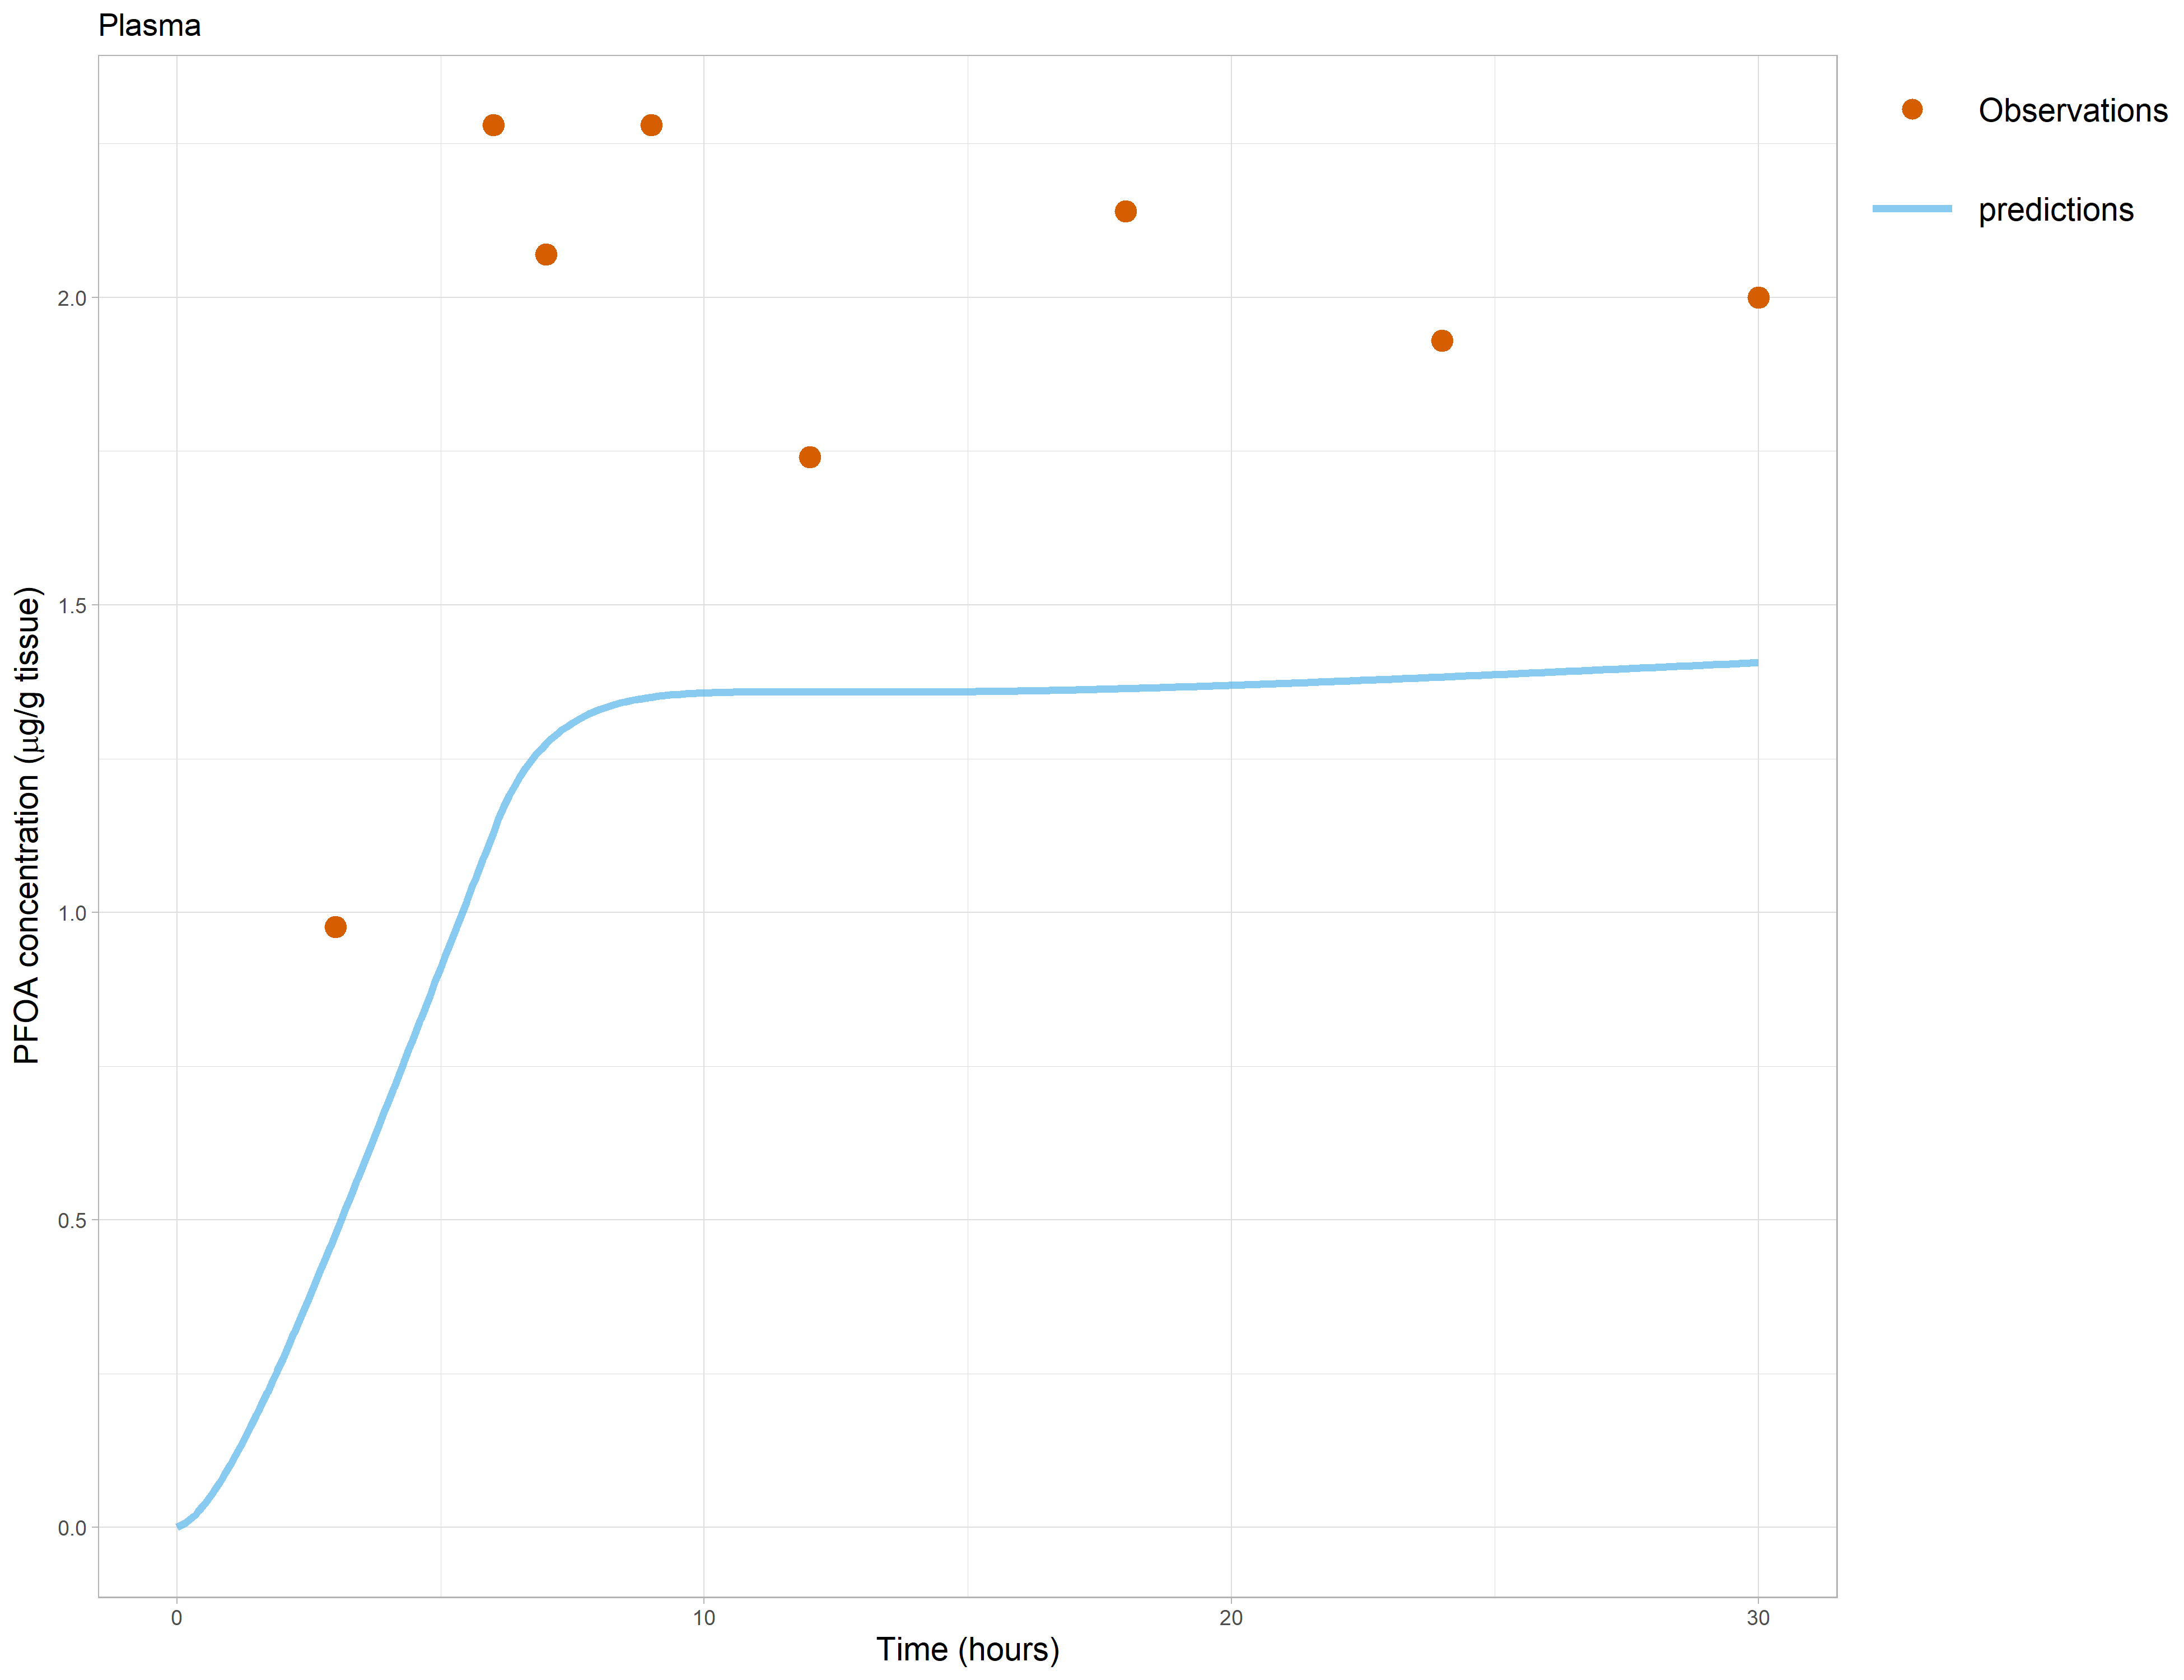 Plasma
Observations
predictions
PFOA concentration (μg/g tissue)
2.0
1.5
1.0
0.5
0.0
0 10 20 30
Time (hours)